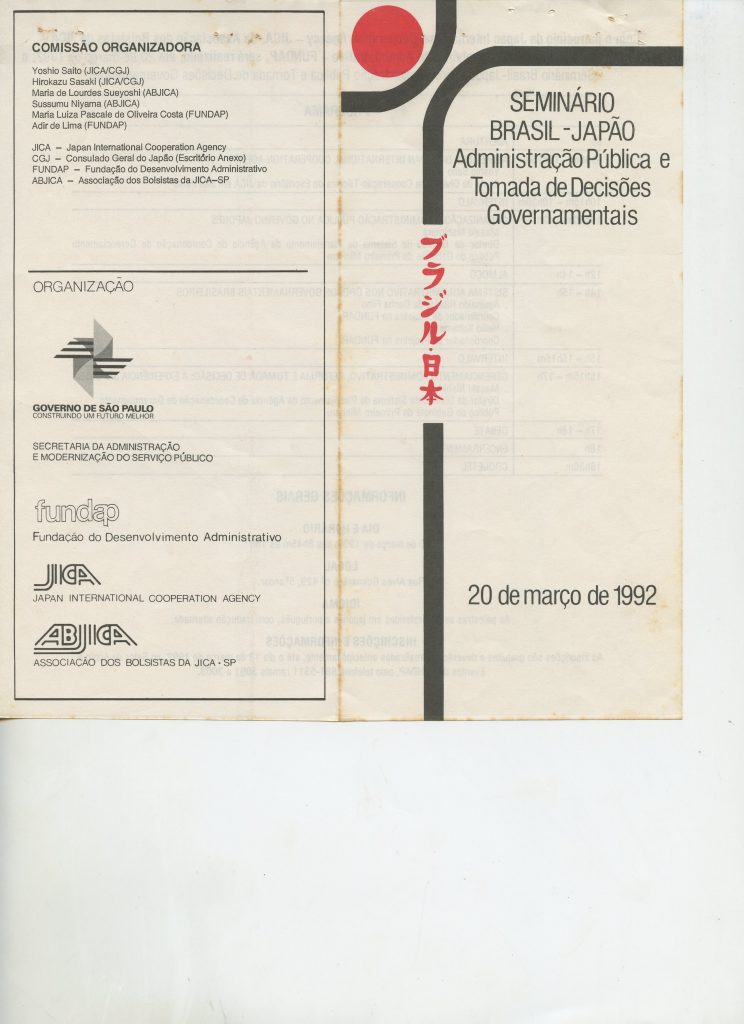 COMISSÃO ORGANIZADORA
Yoshio Saito (JICA/CGJ)
Hirokazu Sasaki (JICA/CGJ)
Maria de Lourdes Sueyoshi (ABJICA)
Sussumu Niyama (ABJICA)
Maria Luiza Pascale de Oliveira Costa (FUNDAP)
Adir de Lima (FUNDAP)
JICA – Japan International Cooperation Agency
CGJ – Consulado Geral do Japão (Escritório Anexo)
FUNDAP – Fundação do Desenvolvimento Administrativo
ABJICA – Associação dos Bolsistas da JICA–SP
ORGANIZAÇÃO
GOVERNO DE SÃO PAULO
CONSTRUINDO UM FUTURO MELHOR
SECRETARIA DA ADMINISTRAÇÃO
E MODERNIZAÇÃO DO SERVIÇO PÚBLICO
fundap
Fundação do Desenvolvimento Administrativo
JICA
JAPAN INTERNATIONAL COOPERATION AGENCY
ABJICA
ASSOCIACÃO DOS BOLSISTAS DA JICA • SP
SEMINÁRIO
BRASIL-JAPÃO
Administração Pública e
Tomada de Decisões
Governamentais
ブラジル・日本
20 de março de 1992